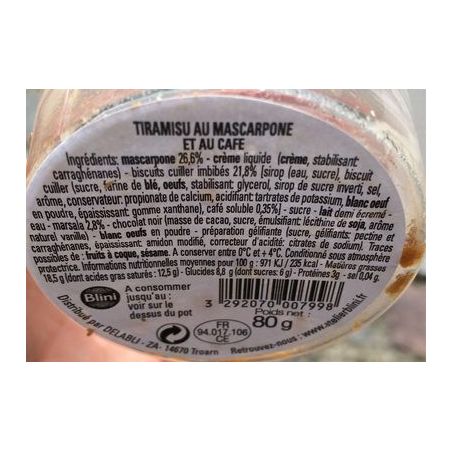 TIRAMISU AU MASCARPONE
ET AU CAFE
Ingrédients: mascarpone 26,6% - crème liquide (crème, stabilisant:
carraghénanes) - biscuits cuiller imbibés 21,8% [sirop (eau, sucre), biscuit
cuiller (sucre, farine de blé, oeufs, stabilisant: glycerol, sirop de sucre inverti, sel,
arôme, conservateur: propionate de calcium, acidifiant: tartrates de potassium, blanc oeuf
en poudre, épaississant: gomme xanthane), café soluble 0,35%] - sucre - lait demi écrémé -
marsala 2,8% - chocolat noir (masse de cacao, sucre, émulsifiant: lécithine de soja, arôme
naturel vanille) - blanc oeufs en poudre - préparation gélifiante (sucre, gélifiants: pectine et
carraghénanes, épaississant: amidon modifié, correcteur d'acidité: citrates de sodium). Traces
possibles de: fruits à coque, sésame. A conserver entre 0°C et + 4°C. Conditionné sous atmosphère
protectrice. Informations nutritionnelles moyennes pour 100 g : 971 KJ / 235 kcal - Matières grasses
18,5 g (dont acides gras saturés : 12,5 g) - Glucides 8,8 g (dont sucres : 6 g) - Protéines 3g - sel 0,04 g.
Blini
A consommer
jusqu'au :
voir sur le
dessus du pot
3 292070 007998
Poids net :
80 g
FR
94.017.106
CE
Distribué par DELABLI - ZA - 14670 Troarn
Retrouvez-nous : www.atelierblini.fr